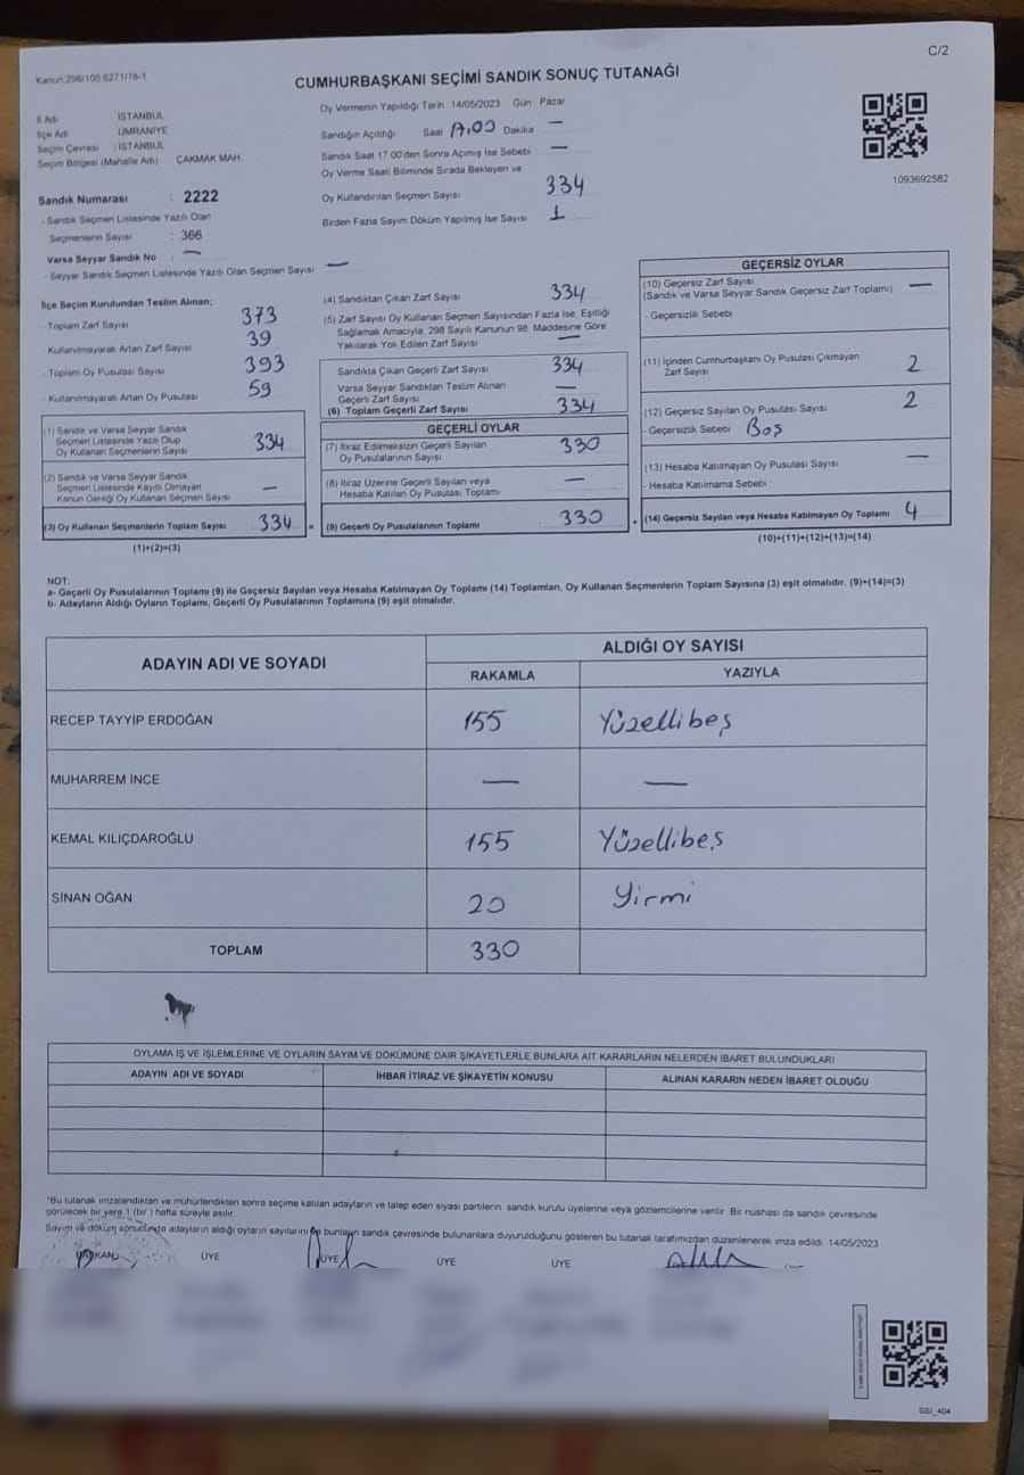 C/2
Kanun:298/105 6271/16-1
CUMHURBAŞKANI SEÇİMİ SANDIK SONUÇ TUTANAĞI
İl Adı : İSTANBUL
İlçe Adı : ÜMRANİYE
Seçim Çevresi : İSTANBUL
Seçim Bölgesi (Mahalle Adı) : ÇAKMAK MAH.
Sandık Numarası : 2222
- Sandık Seçmen Listesinde Yazılı Olan
Seçmenlerin Sayısı : 366
Varsa Seyyar Sandık No : —
- Seyyar Sandık Seçmen Listesinde Yazılı Olan Seçmen Sayısı —
Oy Vermenin Yapıldığı Tarih: 14/05/2023 Gün: Pazar
Sandığın Açıldığı Saat 17.00 Dakika —
Sandık Saat 17.00'den Sonra Açılmış İse Sebebi —
Oy Verme Saati Bitiminde Sırada Bekleyen ve
Oy Kullandırılan Seçmen Sayısı 334
Birden Fazla Sayım Döküm Yapılmış İse Sayısı 1
1093692582
İlçe Seçim Kurulundan Teslim Alınan;
- Toplam Zarf Sayısı 373
Kullanılmayarak Artan Zarf Sayısı 39
- Toplam Oy Pusulası Sayısı 393
- Kullanılmayarak Artan Oy Pusulası 59
(1) Sandık ve Varsa Seyyar Sandık
Seçmen Listesinde Yazılı Olup
Oy Kullanan Seçmenlerin Sayısı 334
(2) Sandık ve Varsa Seyyar Sandık
Seçmen Listesinde Kayıtlı Olmayan
Kanun Gereği Oy Kullanan Seçmen Sayısı —
(3) Oy Kullanan Seçmenlerin Toplam Sayısı 334 =
(1)+(2)=(3)
(4) Sandıktan Çıkan Zarf Sayısı 334
(5) Zarf Sayısı Oy Kullanan Seçmen Sayısından Fazla İse, Eşitliği
Sağlamak Amacıyla, 298 Sayılı Kanunun 98. Maddesine Göre
Yakılarak Yok Edilen Zarf Sayısı —
Sandıkta Çıkan Geçerli Zarf Sayısı 334
Varsa Seyyar Sandıktan Teslim Alınan
Geçerli Zarf Sayısı —
(6) Toplam Geçerli Zarf Sayısı 334
GEÇERLİ OYLAR
(7) İtiraz Edilmeksizin Geçerli Sayılan
Oy Pusulalarının Sayısı 330
(8) İtiraz Üzerine Geçerli Sayılan veya
Hesaba Katılan Oy Pusulası Toplamı —
(9) Geçerli Oy Pusulalarının Toplamı 330 +
GEÇERSİZ OYLAR
(10) Geçersiz Zarf Sayısı
(Sandık ve Varsa Seyyar Sandık Geçersiz Zarf Toplamı) —
- Geçersizlik Sebebi
(11) İçinden Cumhurbaşkanı Oy Pusulası Çıkmayan
Zarf Sayısı 2
(12) Geçersiz Sayılan Oy Pusulası Sayısı 2
- Geçersizlik Sebebi Boş
(13) Hesaba Katılmayan Oy Pusulası Sayısı —
- Hesaba Katılmama Sebebi :
(14) Geçersiz Sayılan veya Hesaba Katılmayan Oy Toplamı 4
(10)+(11)+(12)+(13)=(14)
NOT:
a- Geçerli Oy Pusulalarının Toplamı (9) ile Geçersiz Sayılan veya Hesaba Katılmayan Oy Toplamı (14) Toplamları, Oy Kullanan Seçmenlerin Toplam Sayısına (3) eşit olmalıdır. (9)+(14)=(3)
b- Adayların Aldığı Oyların Toplamı, Geçerli Oy Pusulalarının Toplamına (9) eşit olmalıdır.
ADAYIN ADI VE SOYADI
ALDIĞI OY SAYISI
RAKAMLA YAZIYLA
RECEP TAYYİP ERDOĞAN 155 Yüzellibeş
MUHARREM İNCE — —
KEMAL KILIÇDAROĞLU 155 Yüzellibeş
SİNAN OĞAN 20 Yirmi
TOPLAM 330
OYLAMA İŞ VE İŞLEMLERİNE VE OYLARIN SAYIM VE DÖKÜMÜNE DAİR ŞİKAYETLERLE BUNLARA AİT KARARLARIN NELERDEN İBARET BULUNDUKLARI
ADAYIN ADI VE SOYADI İHBAR İTİRAZ VE ŞİKAYETİN KONUSU ALINAN KARARIN NEDEN İBARET OLDUĞU
*Bu tutanak imzalandıktan ve mühürlendikten sonra seçime katılan adayların ve talep eden siyasi partilerin sandık kurulu üyelerine veya gözlemcilerine verilir. Bir nüshası da sandık çevresinde
görülecek bir yere 1 (bir ) hafta süreyle asılır.
Sayım ve döküm sonucunda adayların aldığı oyların sayılarını ve bunların sandık çevresinde bulunanlara duyurulduğunu gösteren bu tutanak tarafımızdan düzenlenerek imza edildi. 14/05/2023
BAŞKAN ÜYE ÜYE ÜYE ÜYE